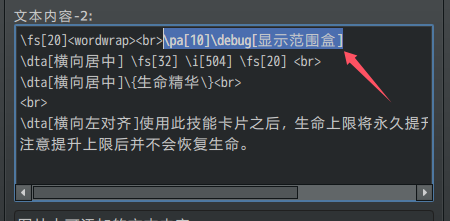 文本内容-2:
\fs[20]<wordwrap><br>\pa[10]\debug[显示范围盒]
\dta[横向居中] \fs[32] \i[504] \fs[20] <br>
\dta[横向居中]\{生命精华\}<br>
<br>
\dta[横向左对齐]使用此技能卡片之后, 生命上限将永久提升
注意提升上限后并不会恢复生命。